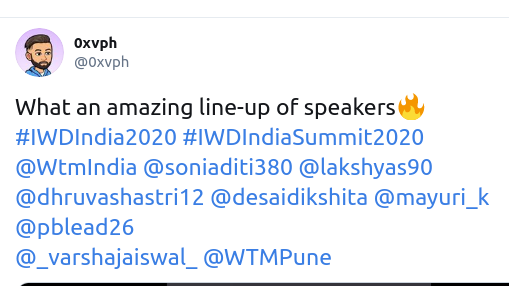 0xvph
@0xvph
What an amazing line-up of speakers🔥
#IWDIndia2020 #IWDIndiaSummit2020
@WtmIndia @soniaditi380 @lakshyas90
@dhruvashastri12 @desaidikshita @mayuri_k
@pblead26
@_varshajaiswal_ @WTMPune